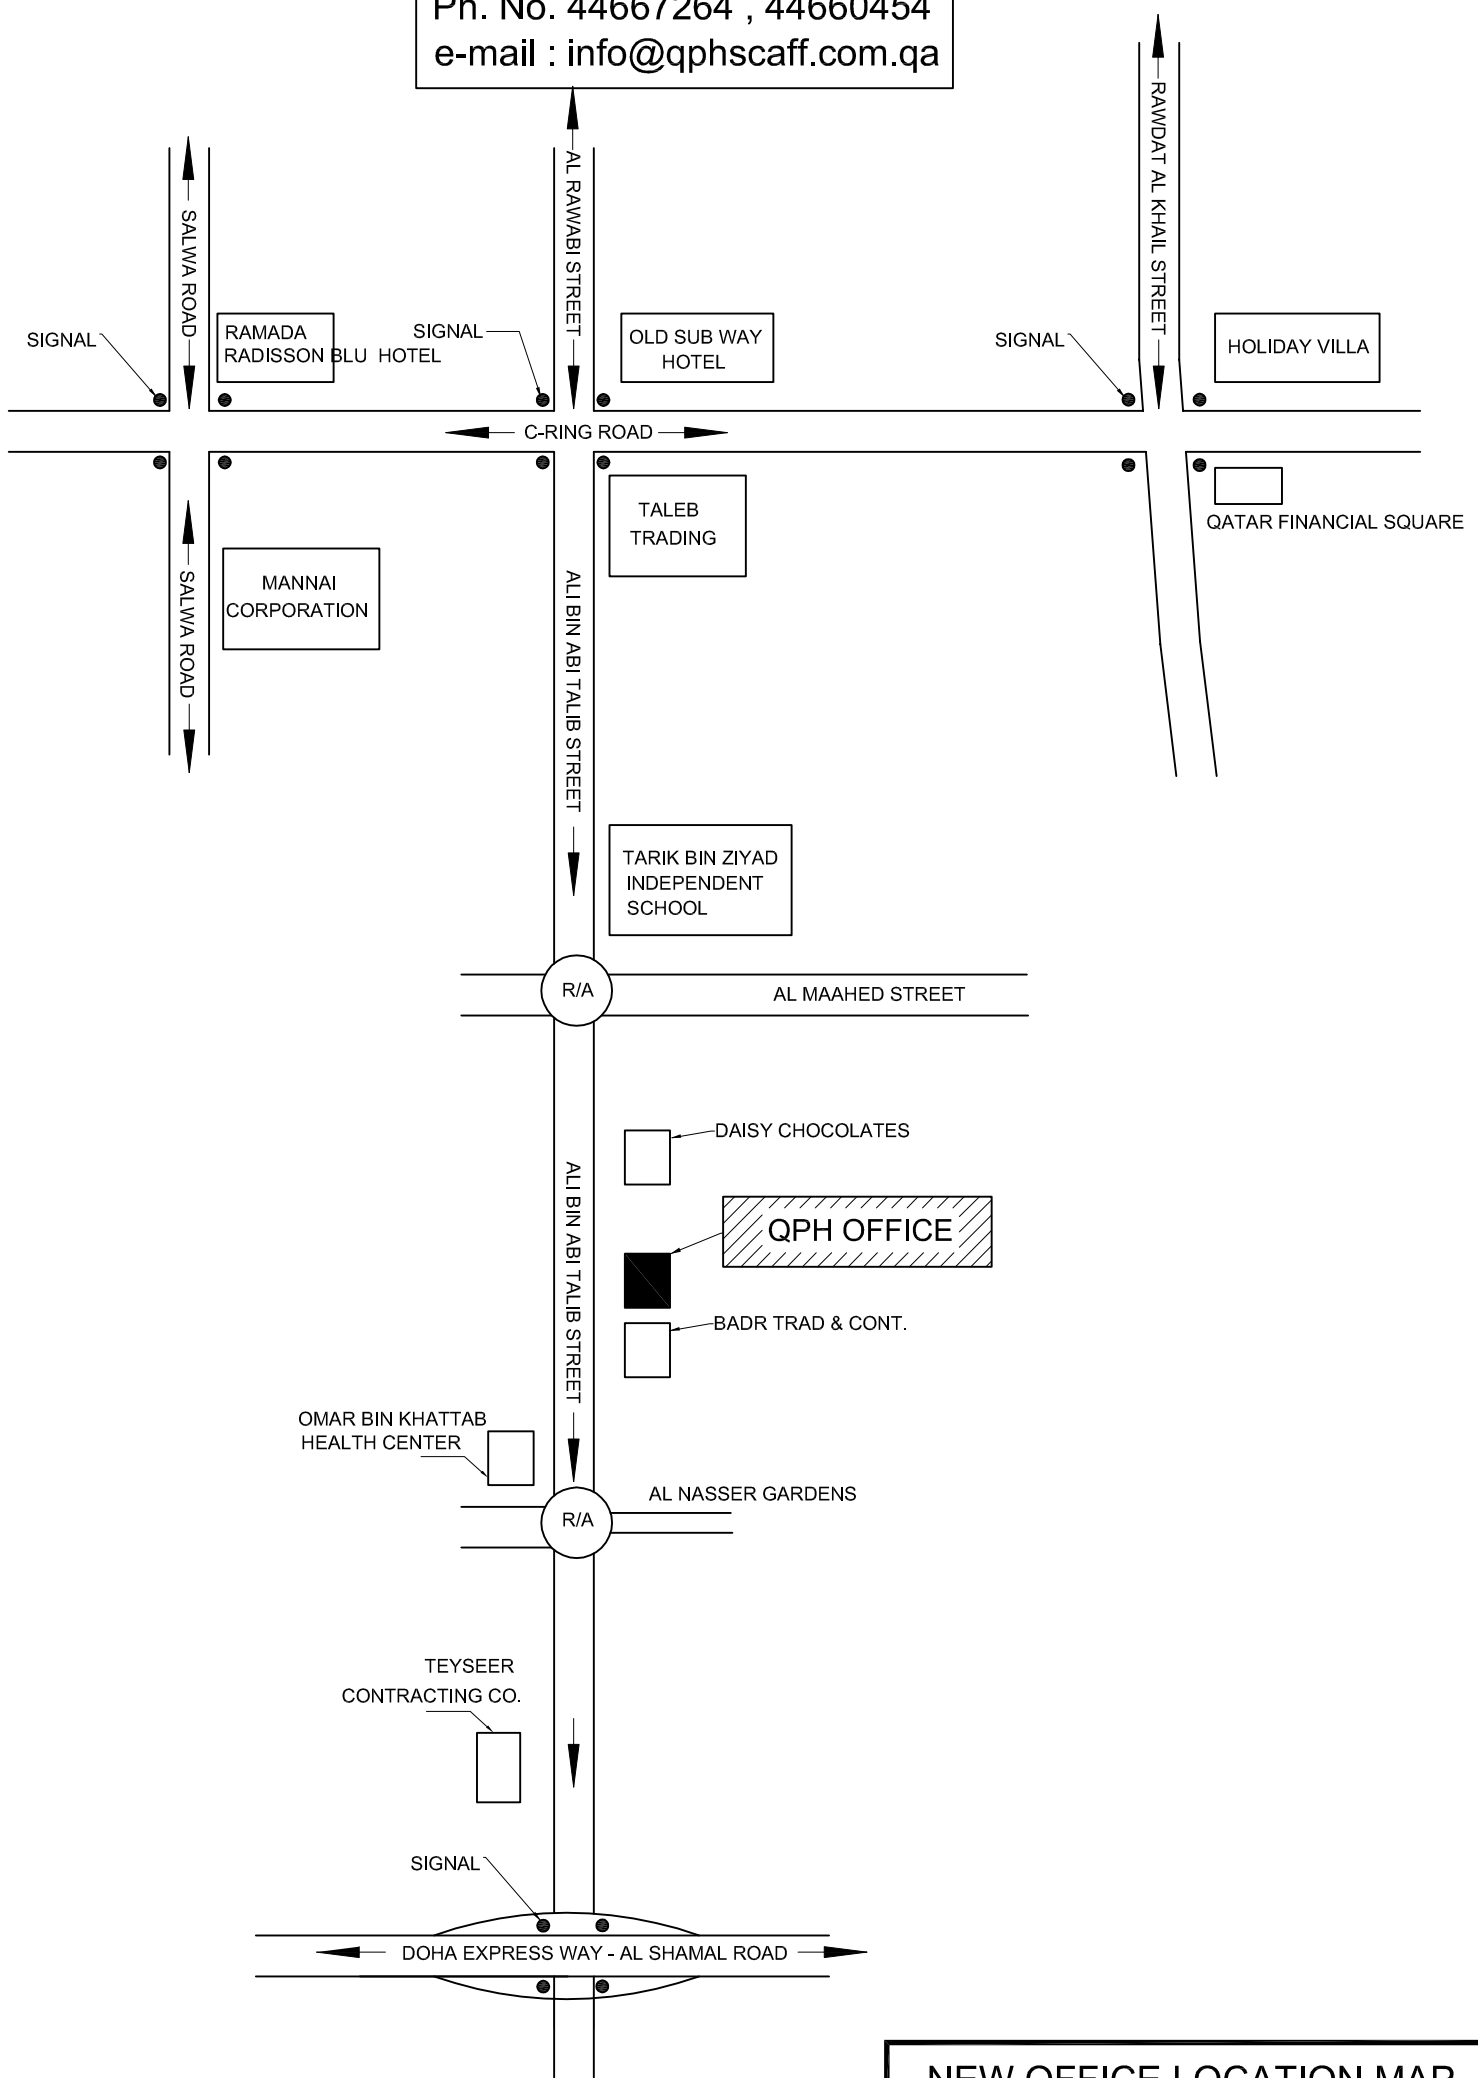 Ph. No. 44667264 , 44660454
e-mail : info@qphscaff.com.qa
SALWA ROAD
AL RAWABI STREET
RAWDAT AL KHAIL STREET
SIGNAL
RAMADA
RADISSON BLU HOTEL
SIGNAL
OLD SUB WAY
HOTEL
SIGNAL
HOLIDAY VILLA
C-RING ROAD
SALWA ROAD
MANNAI
CORPORATION
TALEB
TRADING
QATAR FINANCIAL SQUARE
ALI BIN ABI TALIB STREET
TARIK BIN ZIYAD
INDEPENDENT
SCHOOL
R/A
AL MAAHED STREET
DAISY CHOCOLATES
QPH OFFICE
ALI BIN ABI TALIB STREET
BADR TRAD & CONT.
OMAR BIN KHATTAB
HEALTH CENTER
AL NASSER GARDENS
R/A
TEYSEER
CONTRACTING CO.
SIGNAL
DOHA EXPRESS WAY - AL SHAMAL ROAD
NEW OFFICE LOCATION MAP